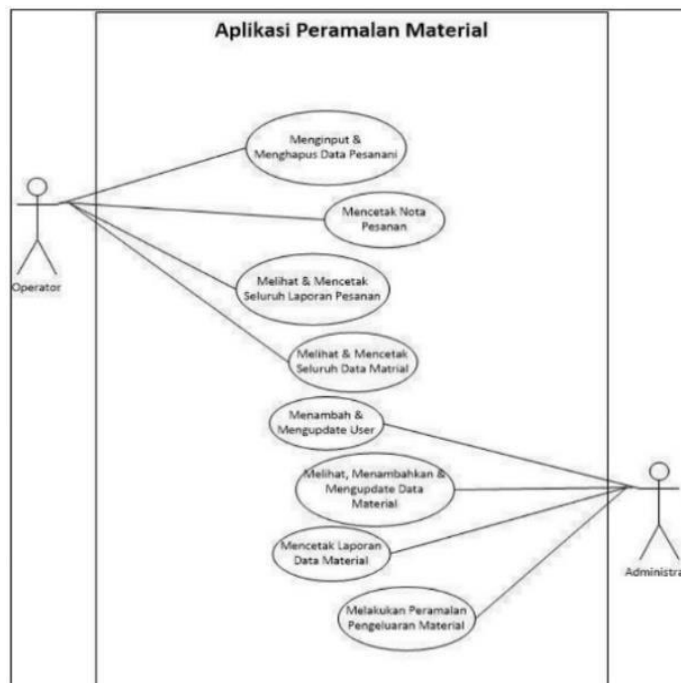 Aplikasi Peramalan Material
Menginput &
Menghapus Data Pesanani
Mencetak Nota
Pesanan
Operator
Melihat & Mencetak
Seluruh Laporan Pesanan
Melihat & Mencetak
Seluruh Data Matrial
Menambah &
Mengupdate User
Melihat, Menambahkan &
Mengupdate Data
Material
Mencetak Laporan
Data Material
Administra
Melakukan Peramalan
Pengeluaran Material